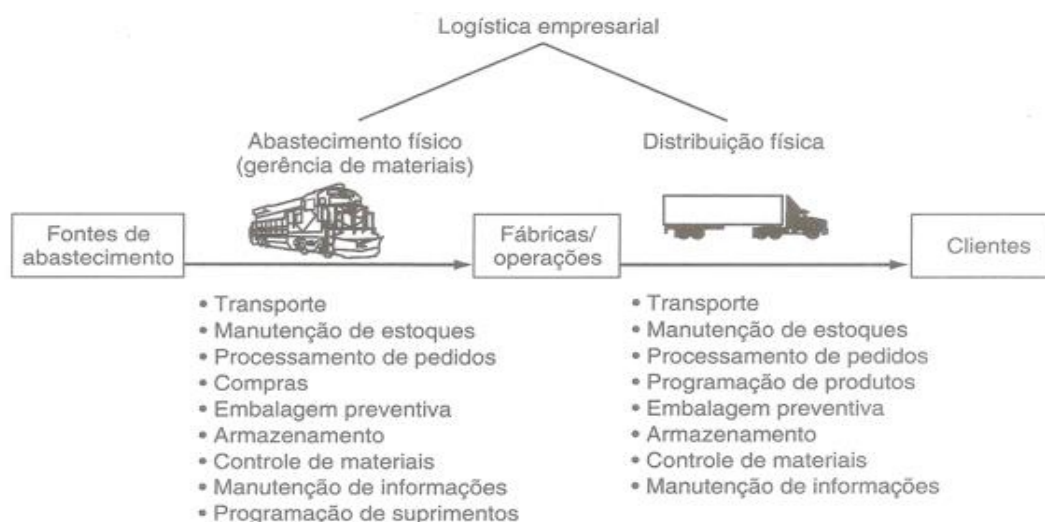 Logística empresarial
Abastecimento físico
(gerência de materiais)
Distribuição física
Fontes de
abastecimento
Fábricas/
operações
Clientes
• Transporte
• Manutenção de estoques
• Processamento de pedidos
• Compras
• Embalagem preventiva
• Armazenamento
• Controle de materiais
• Manutenção de informações
• Programação de suprimentos
• Transporte
• Manutenção de estoques
• Processamento de pedidos
• Programação de produtos
• Embalagem preventiva
• Armazenamento
• Controle de materiais
• Manutenção de informações